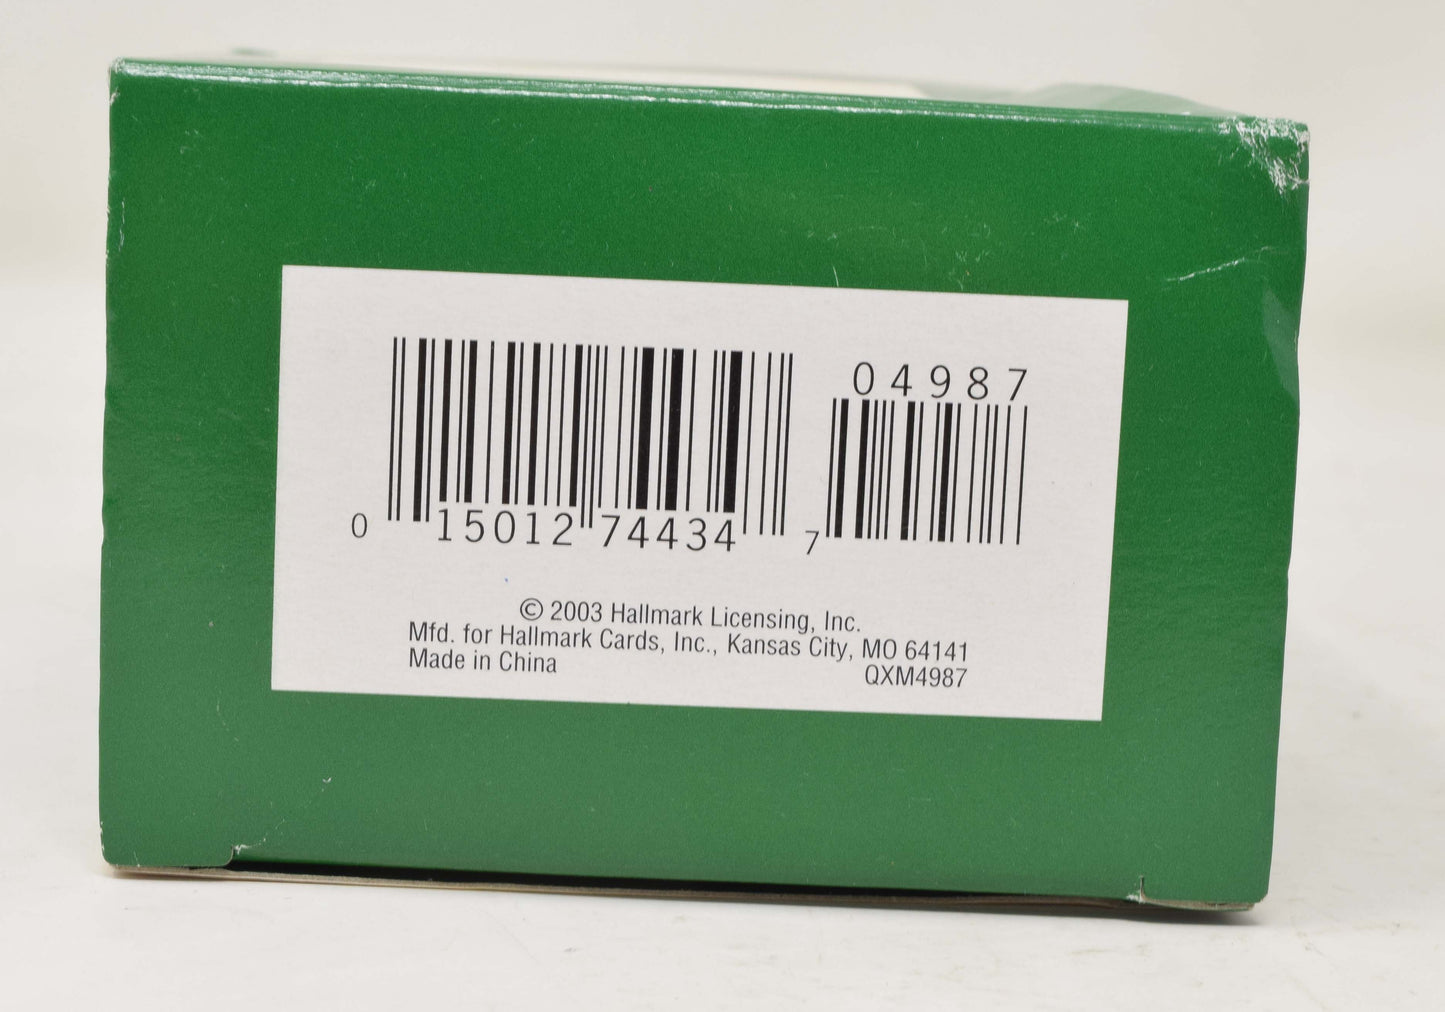 04987
0 15012 74434 7
© 2003 Hallmark Licensing, Inc.
Mfd. for Hallmark Cards, Inc., Kansas City, MO 64141
Made in China QXM4987